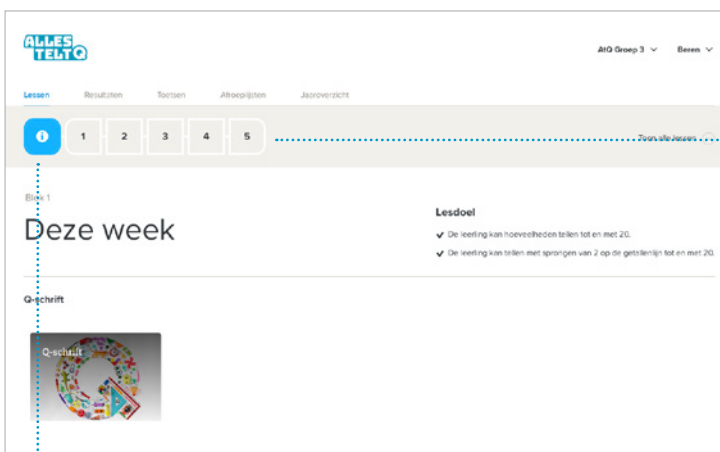 ALLES TELT Q
AtQ Groep 3 Beren
Lessen Resultaten Toetsen Afroeplijsten Jaaroverzicht
i 1 2 3 4 5 Toon alle lessen
Blok 1
Deze week
Lesdoel
De leerling kan hoeveelheden tellen tot en met 20.
De leerling kan tellen met sprongen van 2 op de getallenlijn tot en met 20.
Q-schrift
Q-schrift